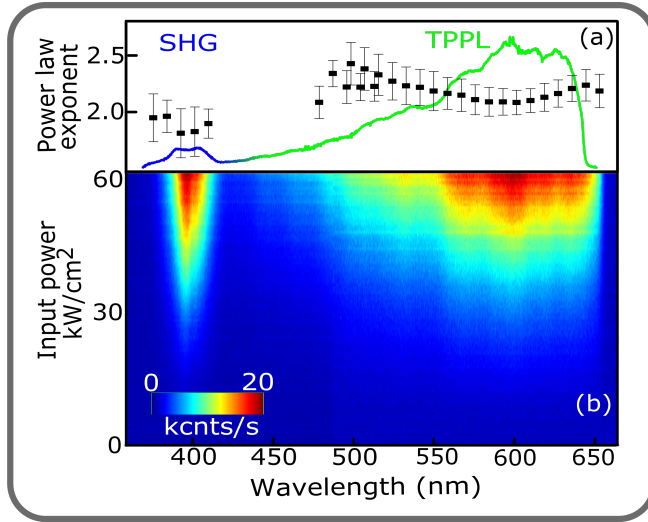 SHG
TPPL
(a)
2.5
2.0
Power law
exponent
60
30
0
Input power
kW/cm2
0
20
kcnts/s
(b)
400
450
500
550
600
650
Wavelength (nm)